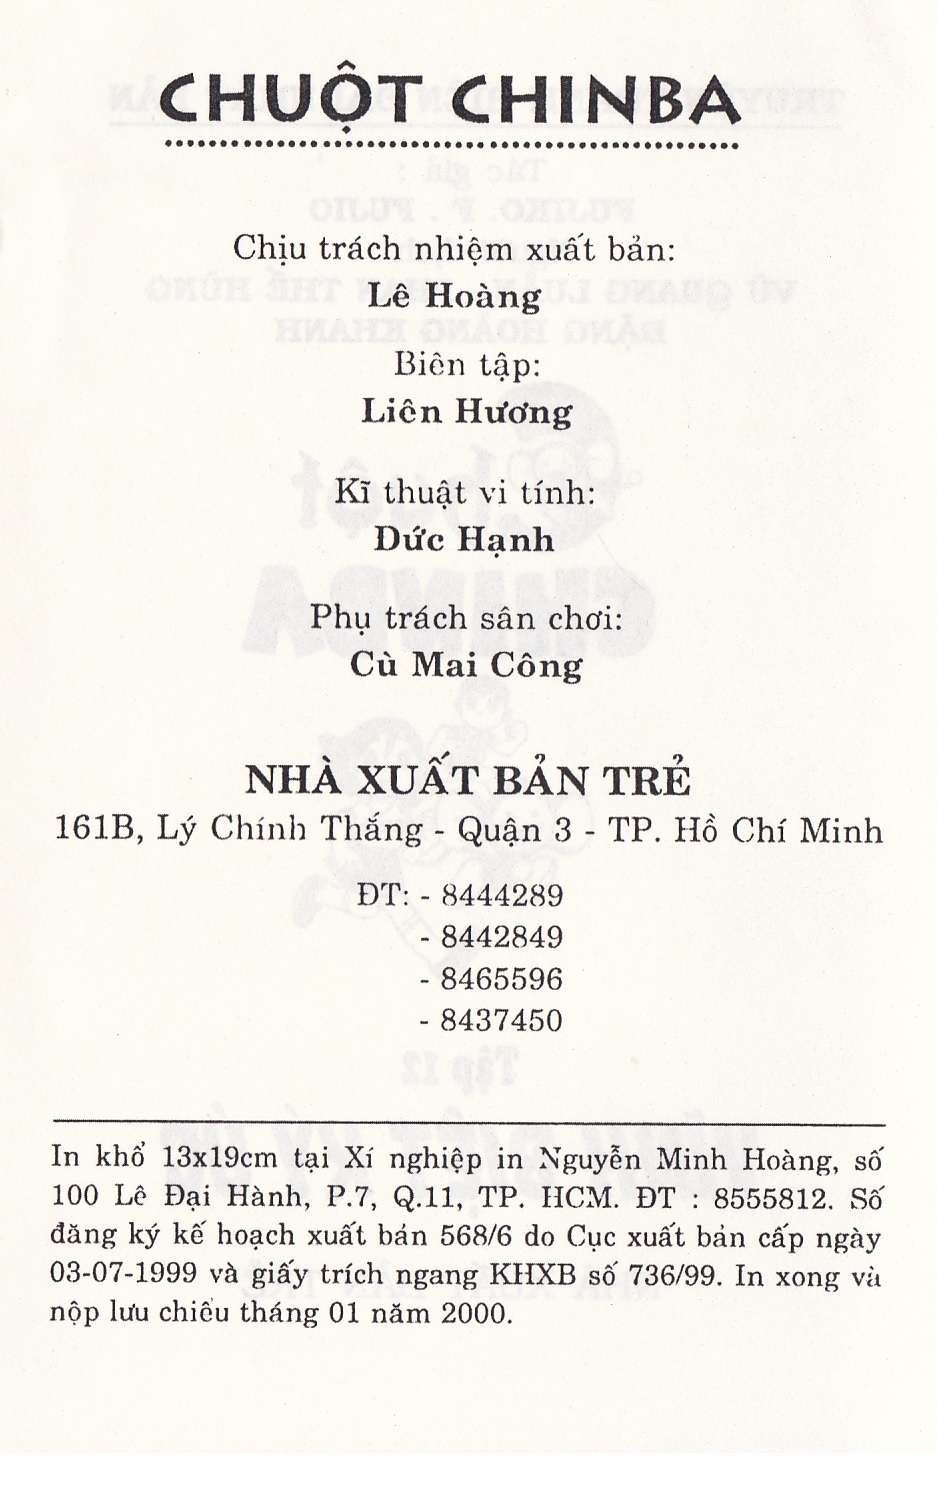 CHUỘT CHINBA
Chịu trách nhiệm xuất bản:
Lê Hoàng
Biên tập:
Liên Hương
Kĩ thuật vi tính:
Đức Hạnh
Phụ trách sân chơi:
Cù Mai Công
NHÀ XUẤT BẢN TRẺ
161B, Lý Chính Thắng - Quận 3 - TP. Hồ Chí Minh
ĐT: - 8444289
- 8442849
- 8465596
- 8437450
In khổ 13x19cm tại Xí nghiệp in Nguyễn Minh Hoàng, số
100 Lê Đại Hành, P.7, Q.11, TP. HCM. ĐT : 8555812. Số
đăng ký kế hoạch xuất bản 568/6 do Cục xuất bản cấp ngày
03-07-1999 và giấy trích ngang KHXB số 736/99. In xong và
nộp lưu chiểu tháng 01 năm 2000.